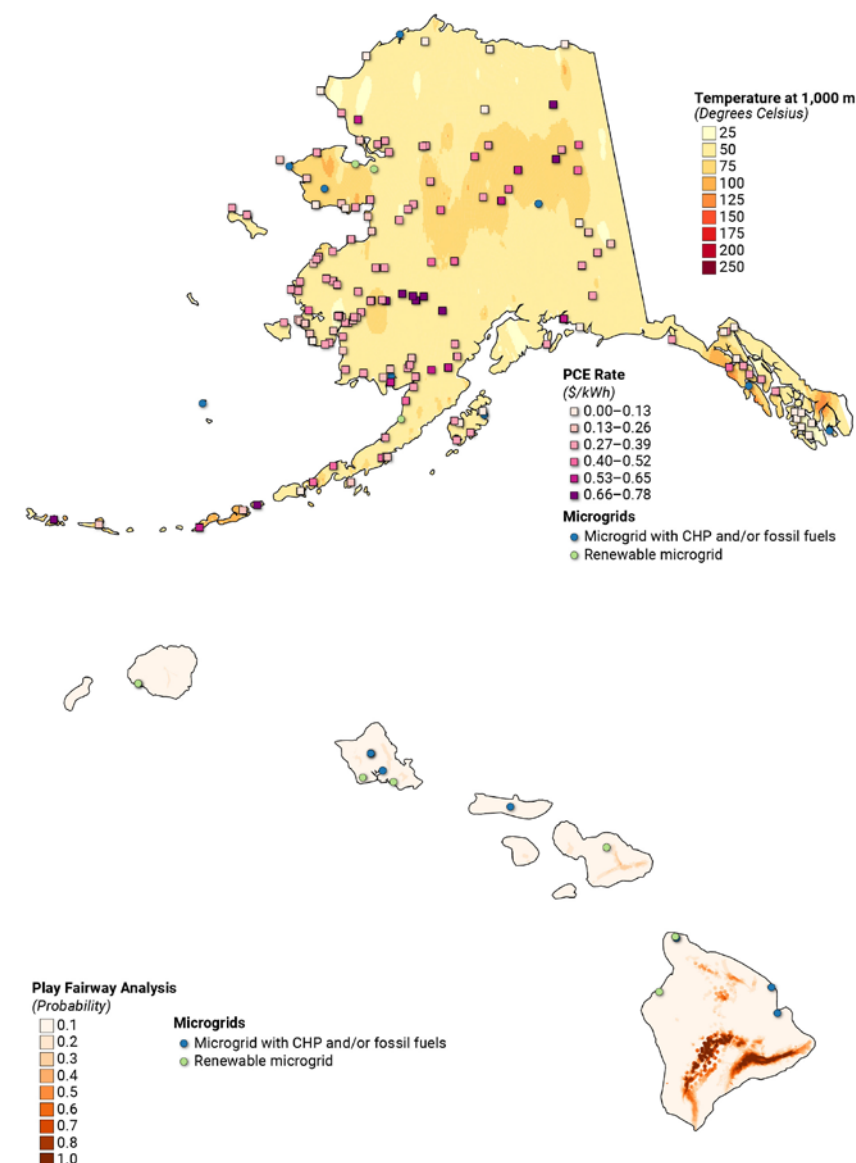 Temperature at 1,000 m
(Degrees Celsius)
25
50
75
100
125
150
175
200
250
PCE Rate
($/kWh)
0.00–0.13
0.13–0.26
0.27–0.39
0.40–0.52
0.53–0.65
0.66–0.78
Microgrids
Microgrid with CHP and/or fossil fuels
Renewable microgrid
Play Fairway Analysis
(Probability)
0.1
0.2
0.3
0.4
0.5
0.6
0.7
0.8
1.0
Microgrids
Microgrid with CHP and/or fossil fuels
Renewable microgrid